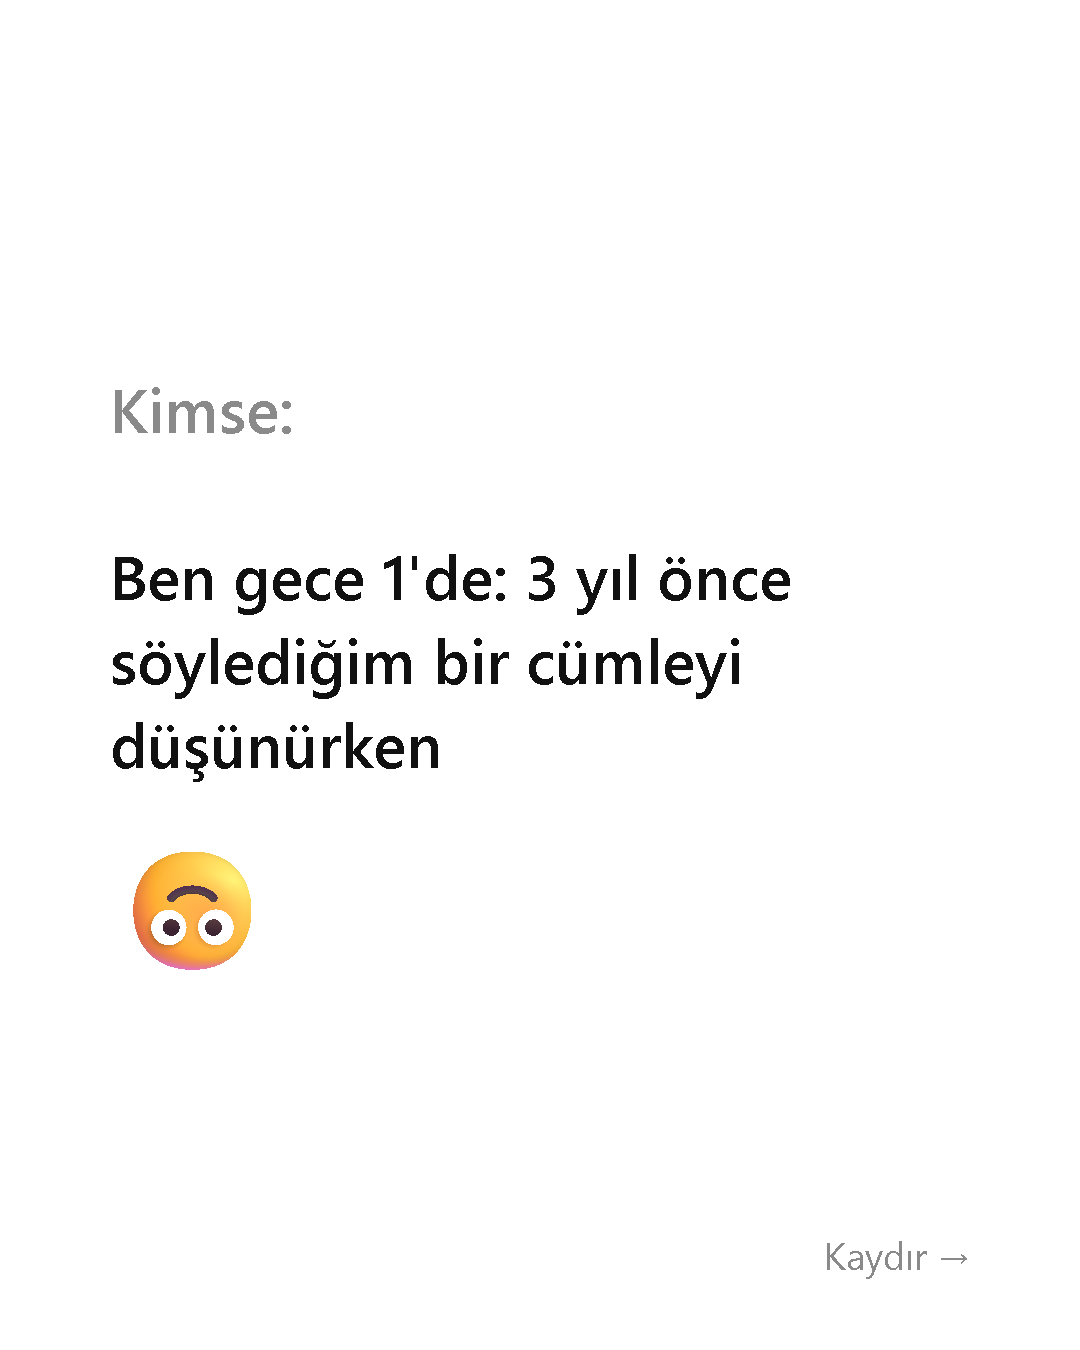 Kimse:
Ben gece 1'de: 3 yıl önce
söylediğim bir cümleyi
düşünürken
Kaydır →